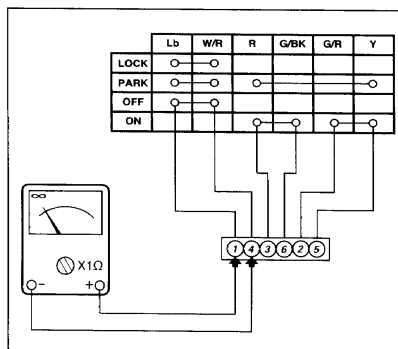 Lb W/R R G/BK G/R Y
LOCK
PARK
OFF
ON
∞
X1Ω
− +
1 4 3 6 2 5